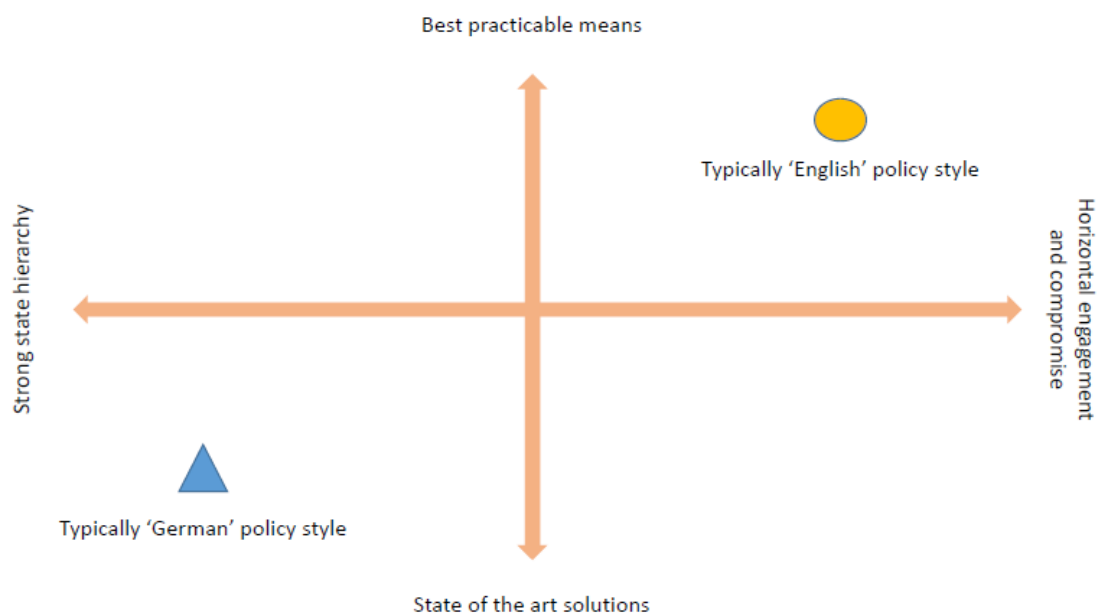 Best practicable means
Typically ‘English’ policy style
Strong state hierarchy
Horizontal engagement
and compromise
Typically ‘German’ policy style
State of the art solutions